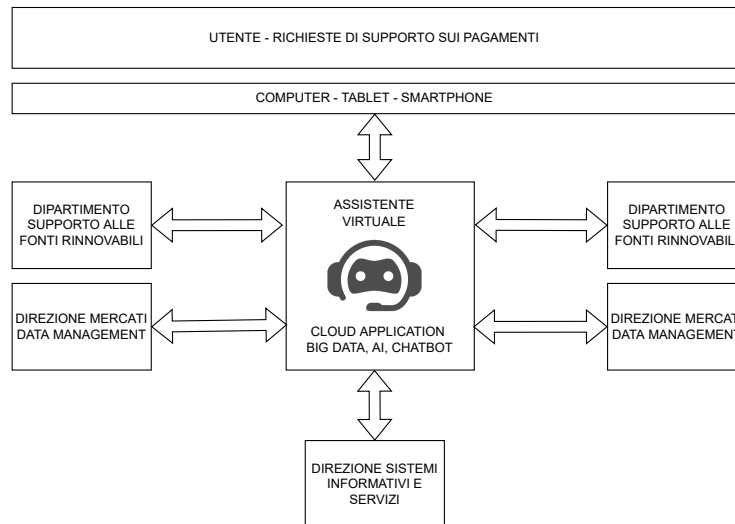 UTENTE - RICHIESTE DI SUPPORTO SUI PAGAMENTI
COMPUTER - TABLET - SMARTPHONE
DIPARTIMENTO
SUPPORTO ALLE
FONTI RINNOVABILI
ASSISTENTE
VIRTUALE
DIPARTIMENTO
SUPPORTO ALLE
FONTI RINNOVABIL
DIREZIONE MERCATI
DATA MANAGEMENT
CLOUD APPLICATION
BIG DATA, AI, CHATBOT
DIREZIONE MERCATI
DATA MANAGEMENT
DIREZIONE SISTEMI
INFORMATIVI E
SERVIZI